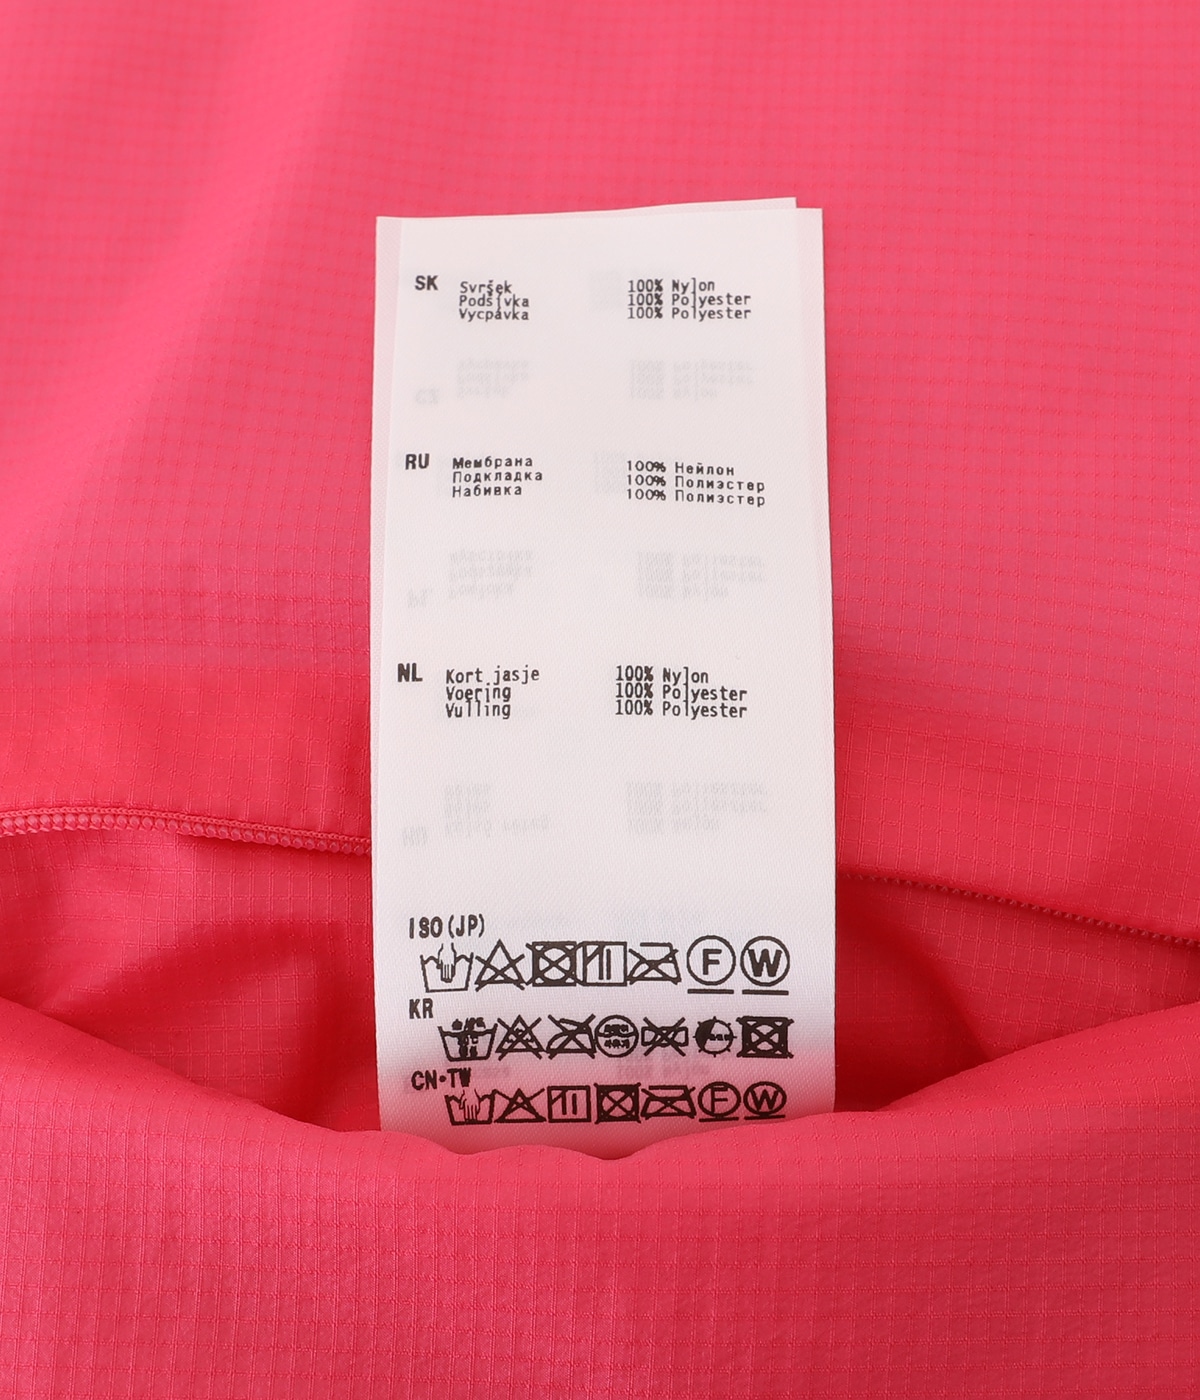 SK Svršek 100% Nylon
Podšívka 100% Polyester
Vycpávka 100% Polyester
RU Мембрана 100% Нейлон
Подкладка 100% Полиэстер
Набивка 100% Полиэстер
NL Kort jasje 100% Nylon
Voering 100% Polyester
Vulling 100% Polyester
ISO(JP)
F W
KR
CN•TW
F W